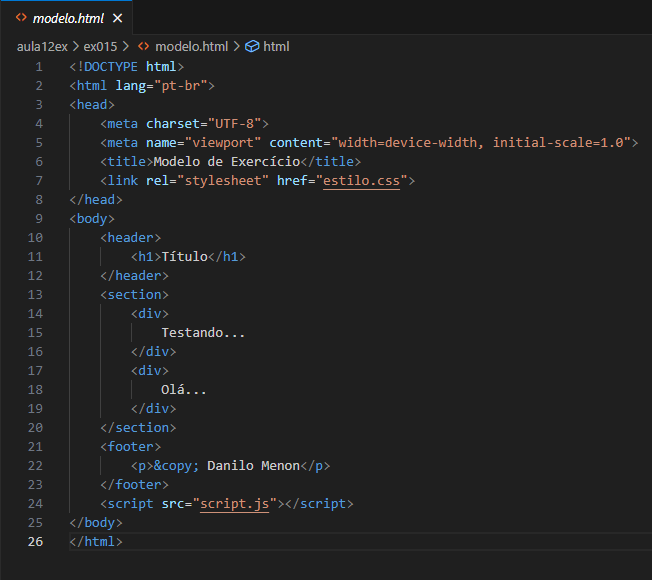 modelo.html
aula12ex > ex015 > modelo.html > html
1 <!DOCTYPE html>
2 <html lang="pt-br">
3 <head>
4     <meta charset="UTF-8">
5     <meta name="viewport" content="width=device-width, initial-scale=1.0">
6     <title>Modelo de Exercício</title>
7     <link rel="stylesheet" href="estilo.css">
8 </head>
9 <body>
10     <header>
11         <h1>Título</h1>
12     </header>
13     <section>
14         <div>
15             Testando...
16         </div>
17         <div>
18             Olá...
19         </div>
20     </section>
21     <footer>
22         <p>&copy; Danilo Menon</p>
23     </footer>
24     <script src="script.js"></script>
25 </body>
26 </html>